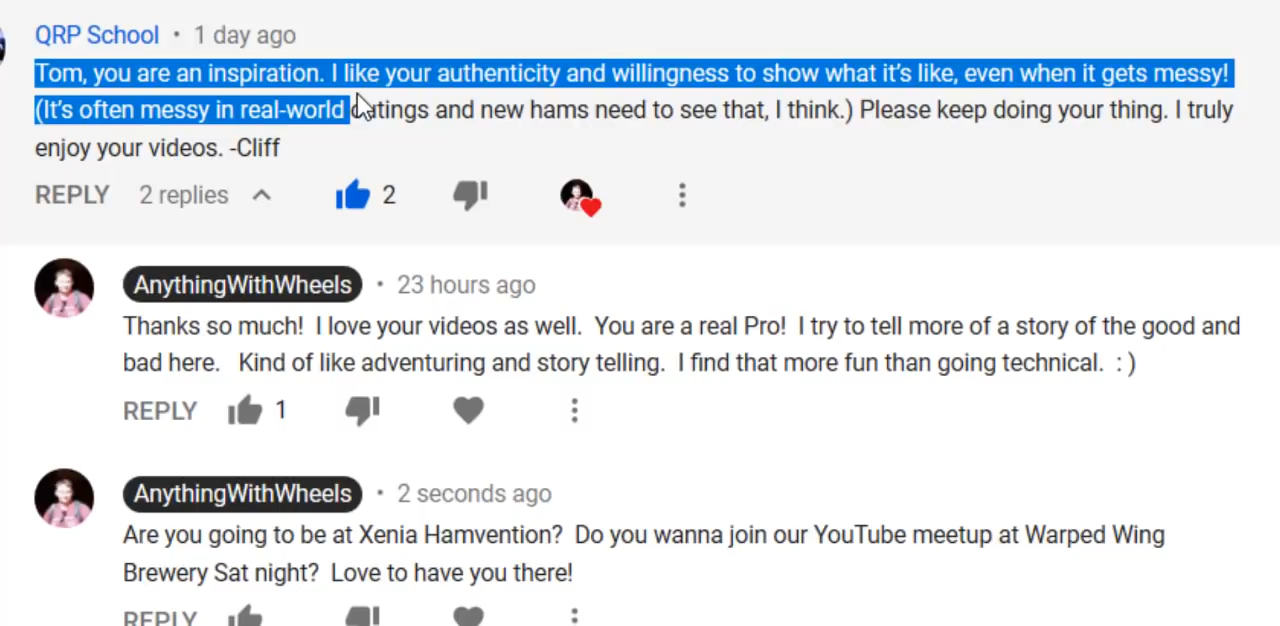 QRP School • 1 day ago
Tom, you are an inspiration. I like your authenticity and willingness to show what it's like, even when it gets messy!
(It's often messy in real-world and new hams need to see that, I think.) Please keep doing your thing. I truly
enjoy your videos. -Cliff
REPLY 2 replies 2
AnythingWithWheels • 23 hours ago
Thanks so much! I love your videos as well. You are a real Pro! I try to tell more of a story of the good and
bad here. Kind of like adventuring and story telling. I find that more fun than going technical. : )
REPLY 1
AnythingWithWheels • 2 seconds ago
Are you going to be at Xenia Hamvention? Do you wanna join our YouTube meetup at Warped Wing
Brewery Sat night? Love to have you there!
REPLY